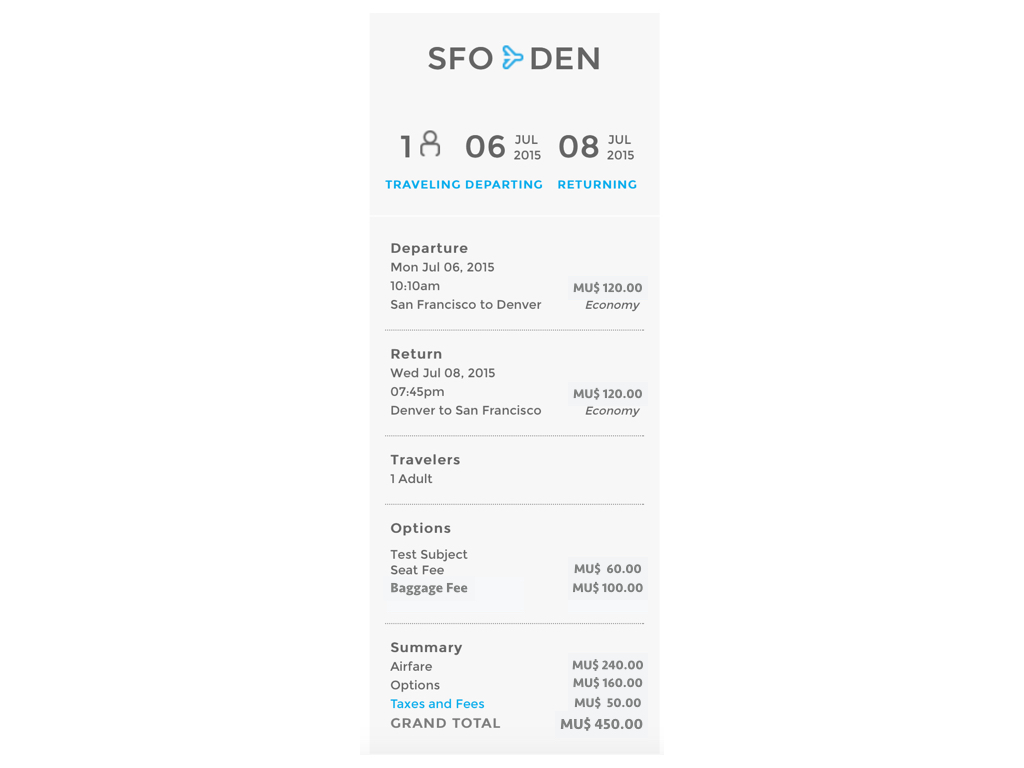 SFO DEN
1 06 JUL 2015 08 JUL 2015
TRAVELING DEPARTING RETURNING
Departure
Mon Jul 06, 2015
10:10am MU$ 120.00
San Francisco to Denver Economy
Return
Wed Jul 08, 2015
07:45pm MU$ 120.00
Denver to San Francisco Economy
Travelers
1 Adult
Options
Test Subject
Seat Fee MU$ 60.00
Baggage Fee MU$ 100.00
Summary
Airfare MU$ 240.00
Options MU$ 160.00
Taxes and Fees MU$ 50.00
GRAND TOTAL MU$ 450.00